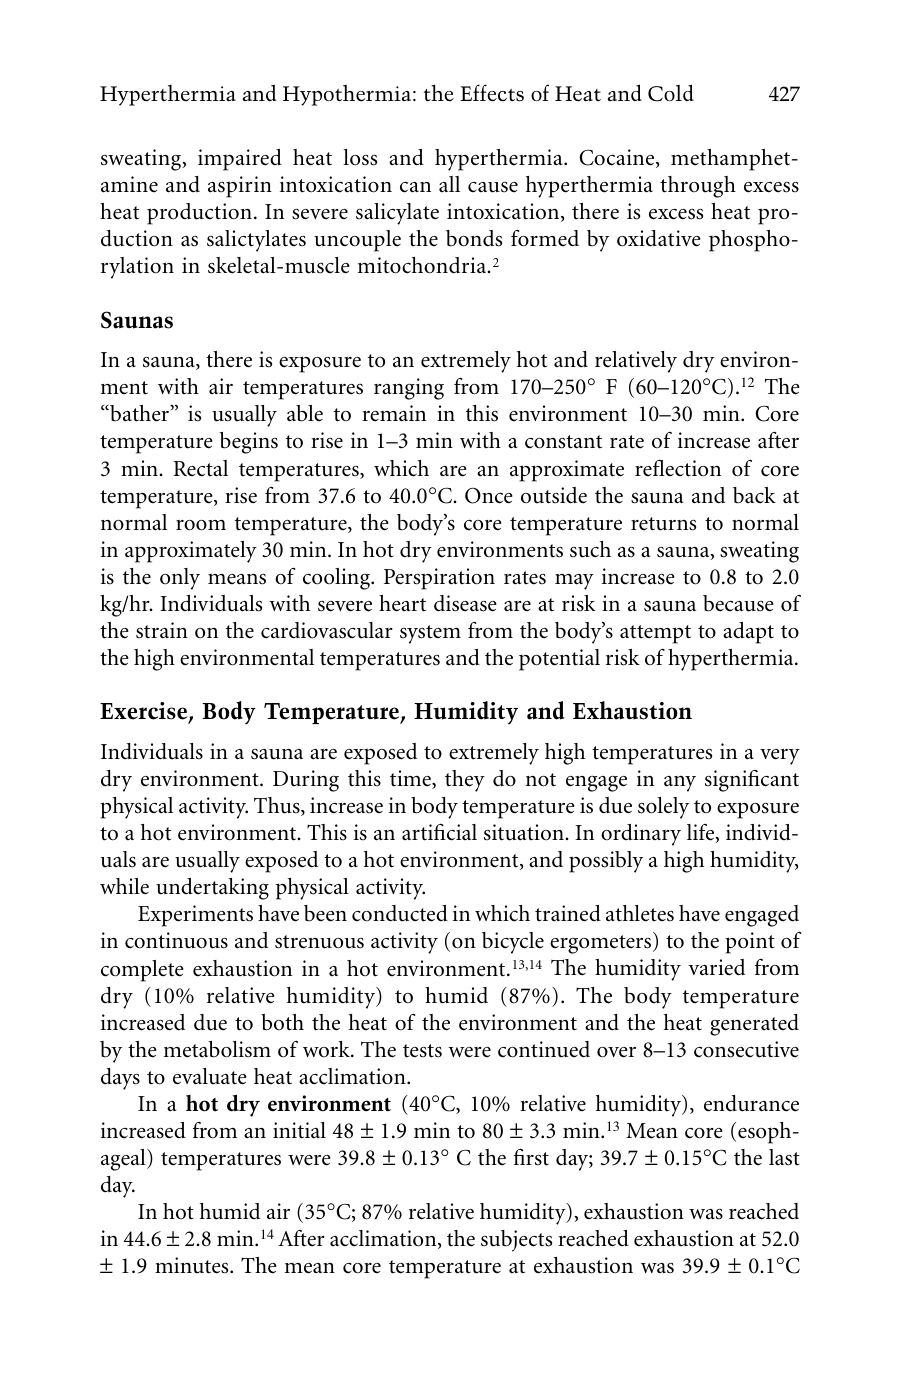 Hyperthermia and Hypothermia: the Effects of Heat and Cold 427
sweating, impaired heat loss and hyperthermia. Cocaine, methamphet-
amine and aspirin intoxication can all cause hyperthermia through excess
heat production. In severe salicylate intoxication, there is excess heat pro-
duction as salictylates uncouple the bonds formed by oxidative phospho-
rylation in skeletal-muscle mitochondria.²
Saunas
In a sauna, there is exposure to an extremely hot and relatively dry environ-
ment with air temperatures ranging from 170–250° F (60–120°C).¹² The
“bather” is usually able to remain in this environment 10–30 min. Core
temperature begins to rise in 1–3 min with a constant rate of increase after
3 min. Rectal temperatures, which are an approximate reflection of core
temperature, rise from 37.6 to 40.0°C. Once outside the sauna and back at
normal room temperature, the body’s core temperature returns to normal
in approximately 30 min. In hot dry environments such as a sauna, sweating
is the only means of cooling. Perspiration rates may increase to 0.8 to 2.0
kg/hr. Individuals with severe heart disease are at risk in a sauna because of
the strain on the cardiovascular system from the body’s attempt to adapt to
the high environmental temperatures and the potential risk of hyperthermia.
Exercise, Body Temperature, Humidity and Exhaustion
Individuals in a sauna are exposed to extremely high temperatures in a very
dry environment. During this time, they do not engage in any significant
physical activity. Thus, increase in body temperature is due solely to exposure
to a hot environment. This is an artificial situation. In ordinary life, individ-
uals are usually exposed to a hot environment, and possibly a high humidity,
while undertaking physical activity.
Experiments have been conducted in which trained athletes have engaged
in continuous and strenuous activity (on bicycle ergometers) to the point of
complete exhaustion in a hot environment.¹³,¹⁴ The humidity varied from
dry (10% relative humidity) to humid (87%). The body temperature
increased due to both the heat of the environment and the heat generated
by the metabolism of work. The tests were continued over 8–13 consecutive
days to evaluate heat acclimation.
In a hot dry environment (40°C, 10% relative humidity), endurance
increased from an initial 48 ± 1.9 min to 80 ± 3.3 min.¹³ Mean core (esoph-
ageal) temperatures were 39.8 ± 0.13° C the first day; 39.7 ± 0.15°C the last
day.
In hot humid air (35°C; 87% relative humidity), exhaustion was reached
in 44.6 ± 2.8 min.¹⁴ After acclimation, the subjects reached exhaustion at 52.0
± 1.9 minutes. The mean core temperature at exhaustion was 39.9 ± 0.1°C